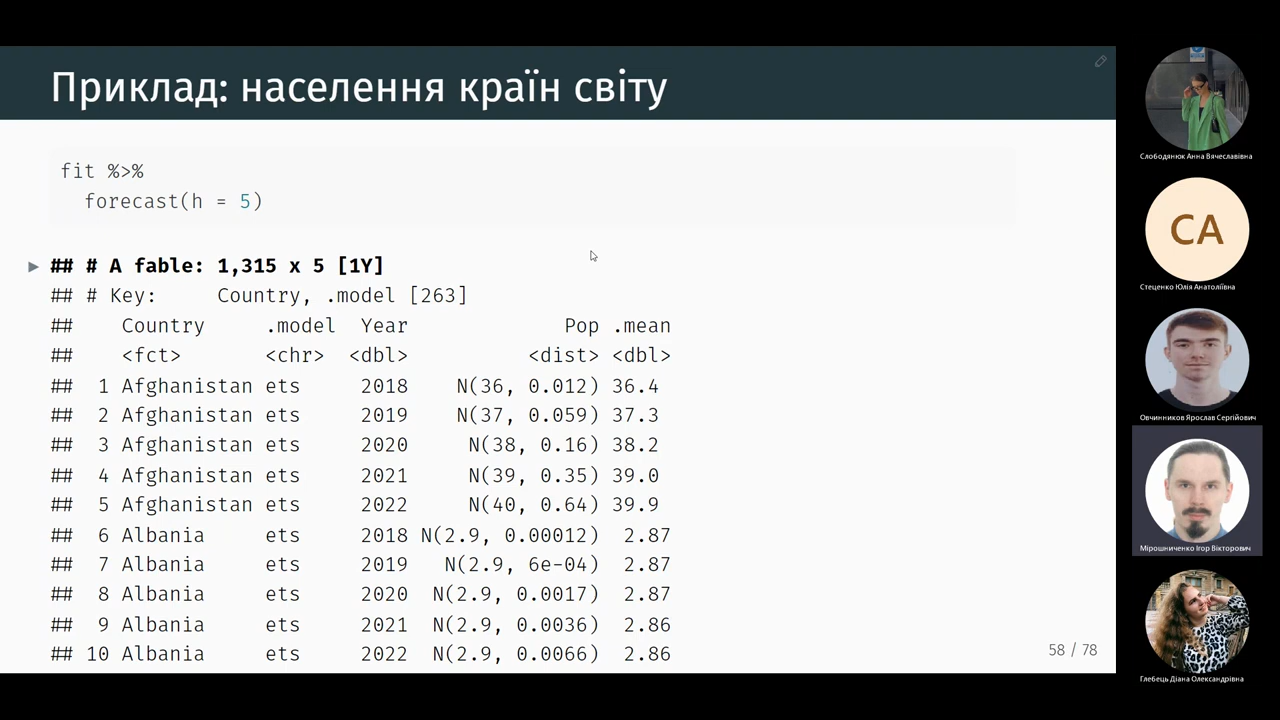 Приклад: населення країн світу
fit %>%
forecast(h = 5)
## # A fable: 1,315 x 5 [1Y]
## # Key: Country, .model [263]
## Country .model Year Pop .mean
## <fct> <chr> <dbl> <dist> <dbl>
## 1 Afghanistan ets 2018 N(36, 0.012) 36.4
## 2 Afghanistan ets 2019 N(37, 0.059) 37.3
## 3 Afghanistan ets 2020 N(38, 0.16) 38.2
## 4 Afghanistan ets 2021 N(39, 0.35) 39.0
## 5 Afghanistan ets 2022 N(40, 0.64) 39.9
## 6 Albania ets 2018 N(2.9, 0.00012) 2.87
## 7 Albania ets 2019 N(2.9, 6e-04) 2.87
## 8 Albania ets 2020 N(2.9, 0.0017) 2.87
## 9 Albania ets 2021 N(2.9, 0.0036) 2.86
## 10 Albania ets 2022 N(2.9, 0.0066) 2.86
58 / 78
Слободянюк Анна Вячеславівна
СА
Стеценко Юлія Анатоліївна
Овчинников Ярослав Сергійович
Мірошниченко Ігор Вікторович
Глебець Діана Олександрівна